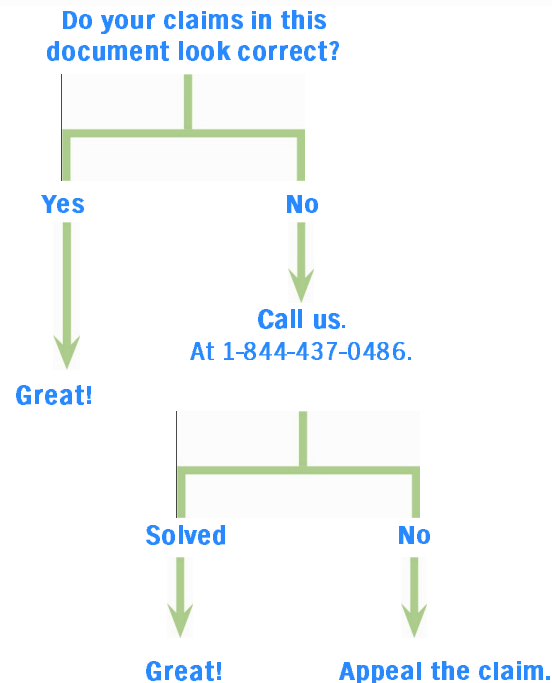 Do your claims in this
document look correct?
Yes
No
Call us.
At 1-844-437-0486.
Great!
Solved
No
Great!
Appeal the claim.